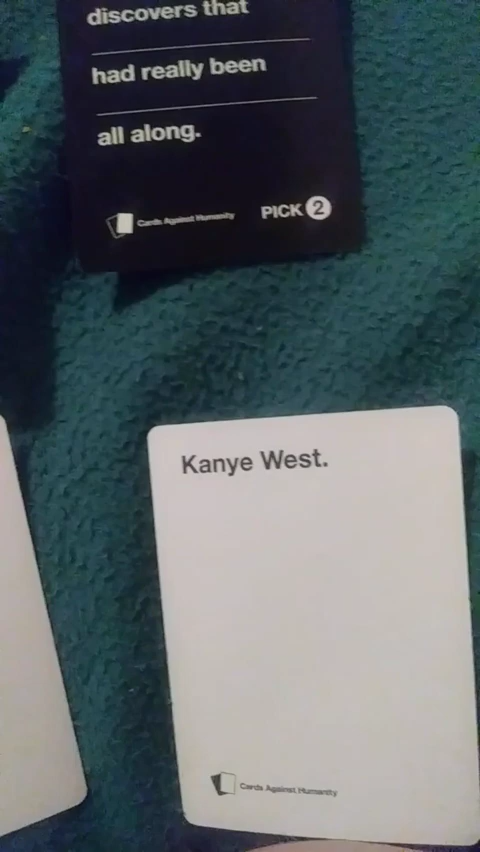 discovers that
had really been
all along.
Cards Against Humanity PICK 2
Kanye West.
Cards Against Humanity